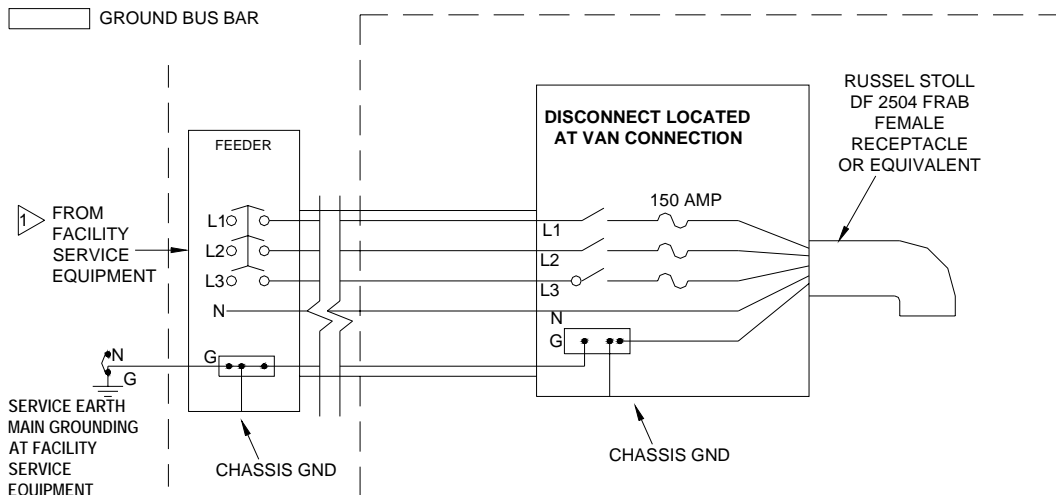 GROUND BUS BAR
RUSSEL STOLL
DF 2504 FRAB
FEMALE
RECEPTACLE
OR EQUIVALENT
DISCONNECT LOCATED
AT VAN CONNECTION
FEEDER
150 AMP
1
FROM
FACILITY
SERVICE
EQUIPMENT
L1
L2
L3
N
G
L1
L2
L3
N
G
N
G
SERVICE EARTH
MAIN GROUNDING
AT FACILITY
SERVICE
EQUIPMENT
CHASSIS GND
CHASSIS GND